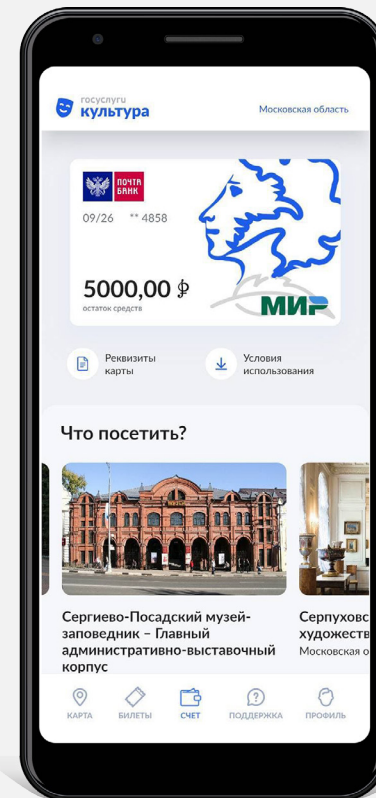 госуслуги
культура
Московская область
ПОЧТА
БАНК
09/26 ** 4858
5000,00 ₽
остаток средств
МИР
Реквизиты
карты
Условия
использования
Что посетить?
Сергиево-Посадский музей-
заповедник – Главный
административно-выставочный
корпус
художеств
Московская о
КАРТА
БИЛЕТЫ
СЧЕТ
ПОДДЕРЖКА
ПРОФИЛЬ